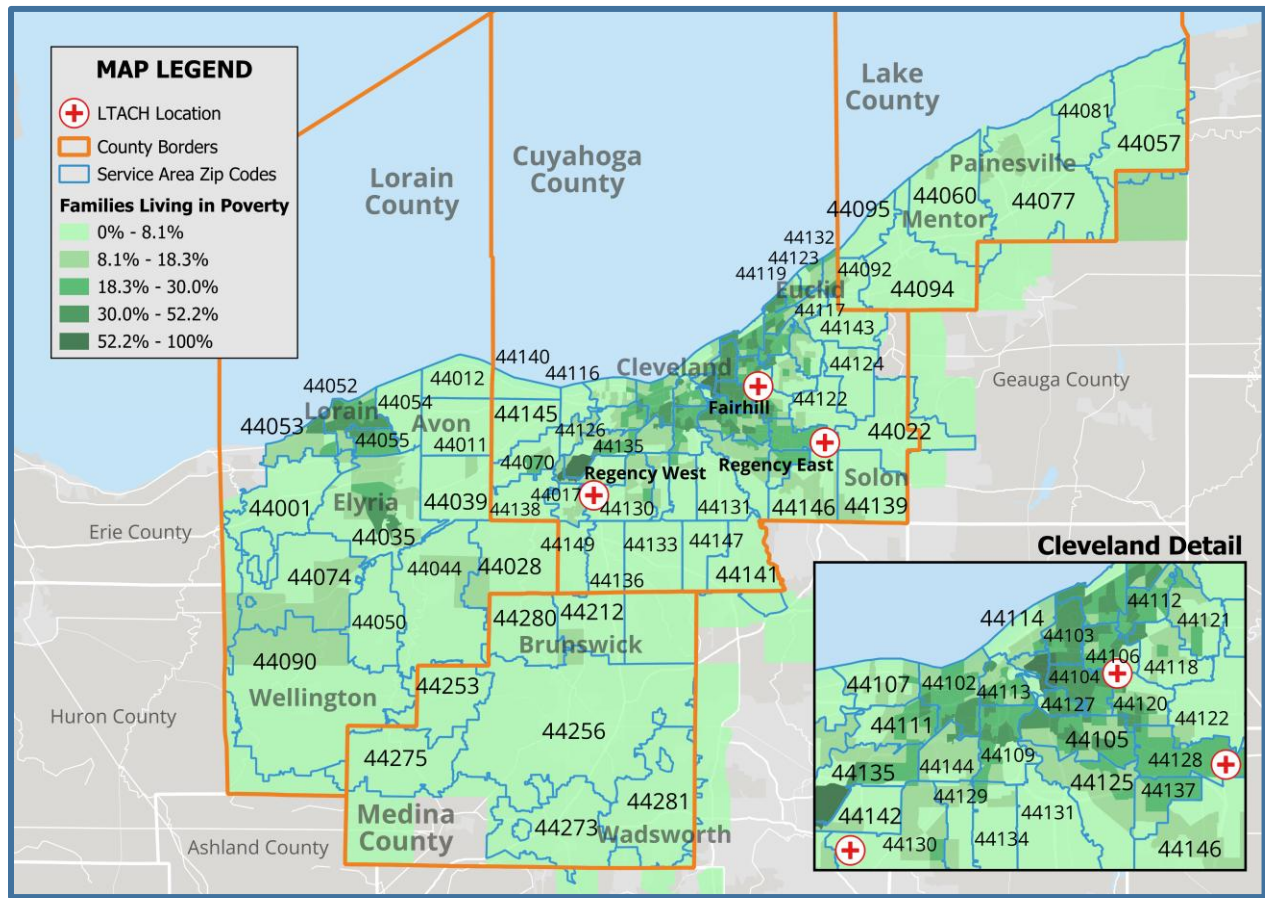 MAP LEGEND
LTACH Location
County Borders
Service Area Zip Codes
Families Living in Poverty
0% - 8.1%
8.1% - 18.3%
18.3% - 30.0%
30.0% - 52.2%
52.2% - 100%
Lorain
County
Cuyahoga
County
Lake
County
44081
44057
Painesville
44060
44077
Mentor
44095
44132
44123
44119
44092
Euclid
44094
44117
44143
44140
44116
Cleveland
44124
Geauga County
44052
44012
44054
Lorain
44053
Avon
44055
44011
44145
44126
44135
Fairhill
44122
44022
44070
Regency West
Regency East
Solon
44001
Elyria
44039
44017
44138
44130
44131
44146
44139
Erie County
44035
44149
44133
44147
44074
44044
44028
44136
44141
44050
44280
44212
Brunswick
44090
Wellington
44253
Huron County
44256
44275
Medina
County
44281
44273
Wadsworth
Ashland County
Cleveland Detail
44114
44112
44103
44121
44106
44118
44107
44102
44104
44113
44127
44120
44122
44111
44105
44109
44128
44135
44144
44125
44137
44129
44142
44131
44130
44134
44146